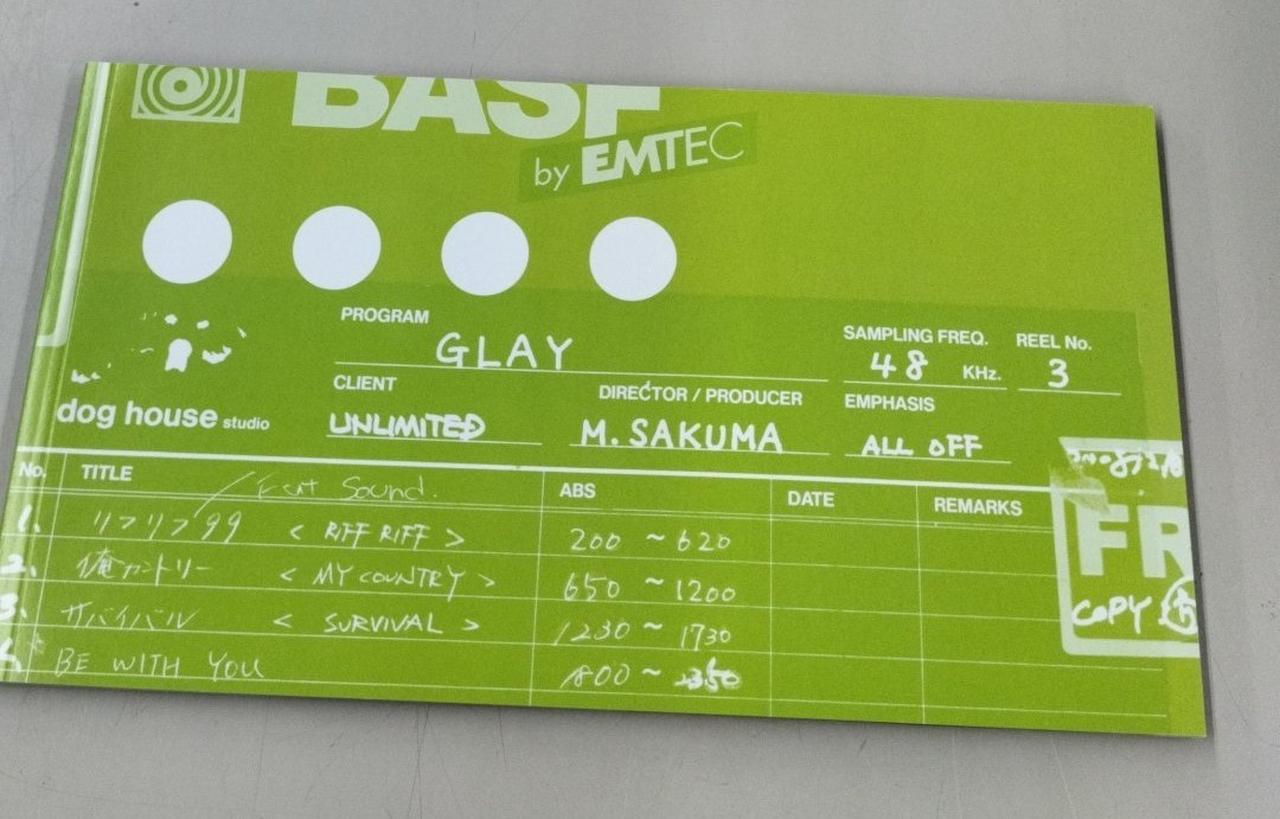 BASF
by EMTEC
PROGRAM
GLAY
SAMPLING FREQ.
48 KHz.
REEL No.
3
CLIENT
UNLIMITED
DIRECTOR / PRODUCER
M. SAKUMA
EMPHASIS
ALL OFF
dog house studio
No. TITLE ABS DATE REMARKS
Sound.
1. リフリフ99 < RIFF RIFF > 200 ~ 620
2. 俺カントリー < MY COUNTRY > 650 ~ 1200
3. サバイバル < SURVIVAL > 1230 ~ 1730
4. BE WITH YOU 1800 ~
FR
COPY